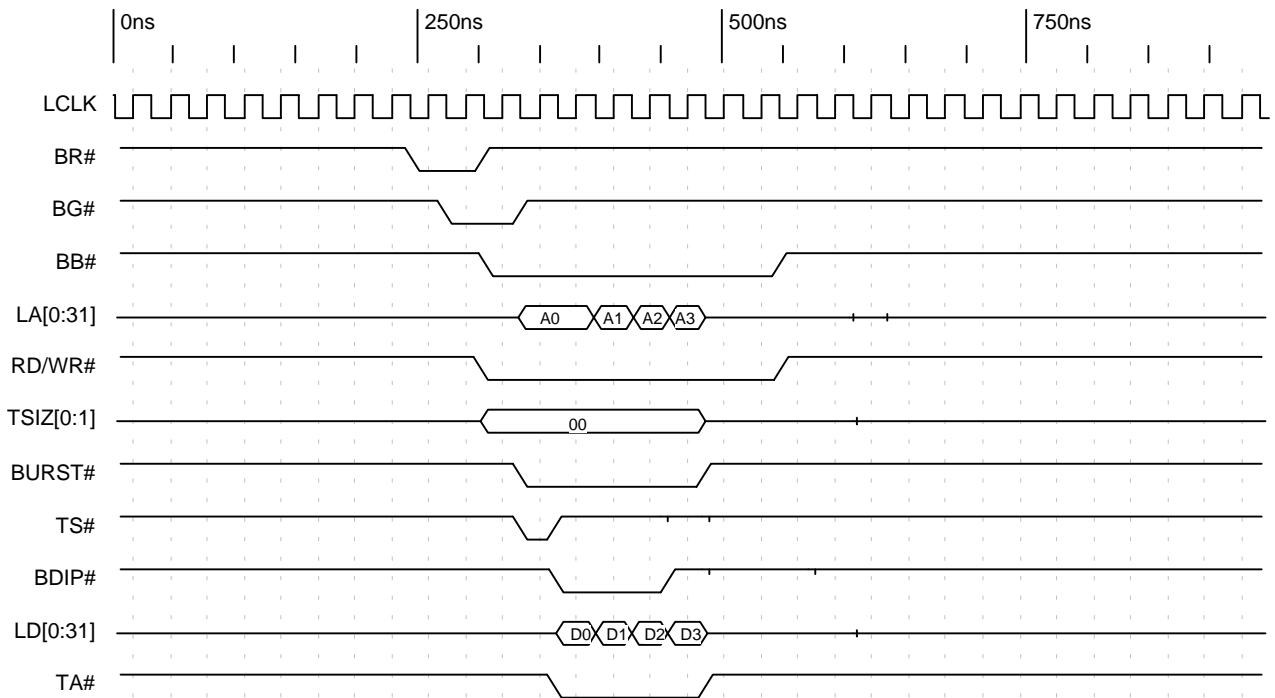 0ns 250ns 500ns 750ns
LCLK
BR#
BG#
BB#
LA[0:31] A0 A1 A2 A3
RD/WR#
TSIZ[0:1] 00
BURST#
TS#
BDIP#
LD[0:31] D0 D1 D2 D3
TA#